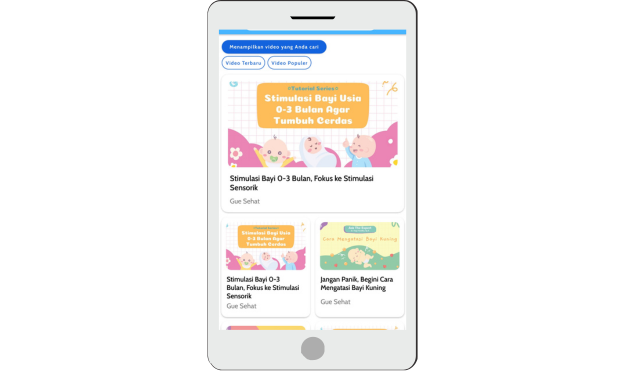 Menampilkan video yang Anda cari
Video Terbaru
Video Populer
#Tutorial Series#
Stimulasi Bayi Usia
0-3 Bulan Agar
Tumbuh Cerdas
Stimulasi Bayi 0-3 Bulan, Fokus ke Stimulasi
Sensorik
Gue Sehat
Stimulasi Bayi Usia
0-3 Bulan Agar
Tumbuh Cerdas
Stimulasi Bayi 0-3
Bulan, Fokus ke Stimulasi
Sensorik
Gue Sehat
Cara Mengatasi Bayi Kuning
Jangan Panik, Begini Cara
Mengatasi Bayi Kuning
Gue Sehat